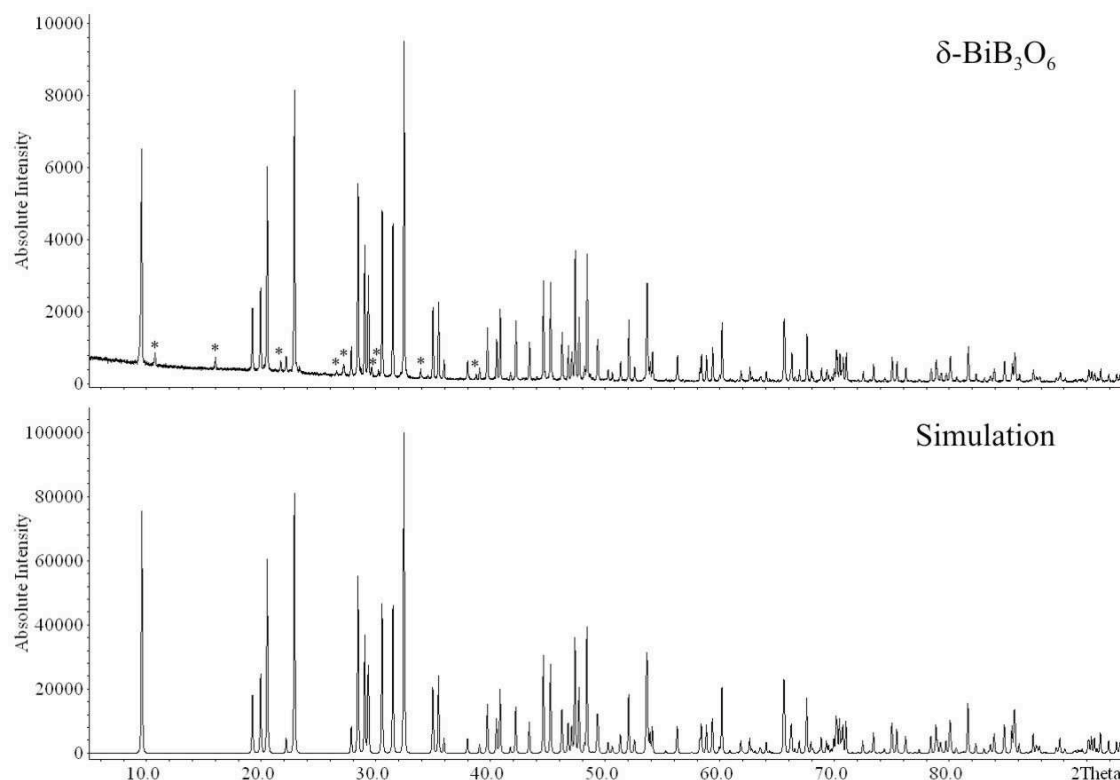 δ-BiB₃O₆
Absolute Intensity
10000
8000
6000
4000
2000
0
* * * * * * * * *
Simulation
Absolute Intensity
100000
80000
60000
40000
20000
0
10.0 20.0 30.0 40.0 50.0 60.0 70.0 80.0 2Theta